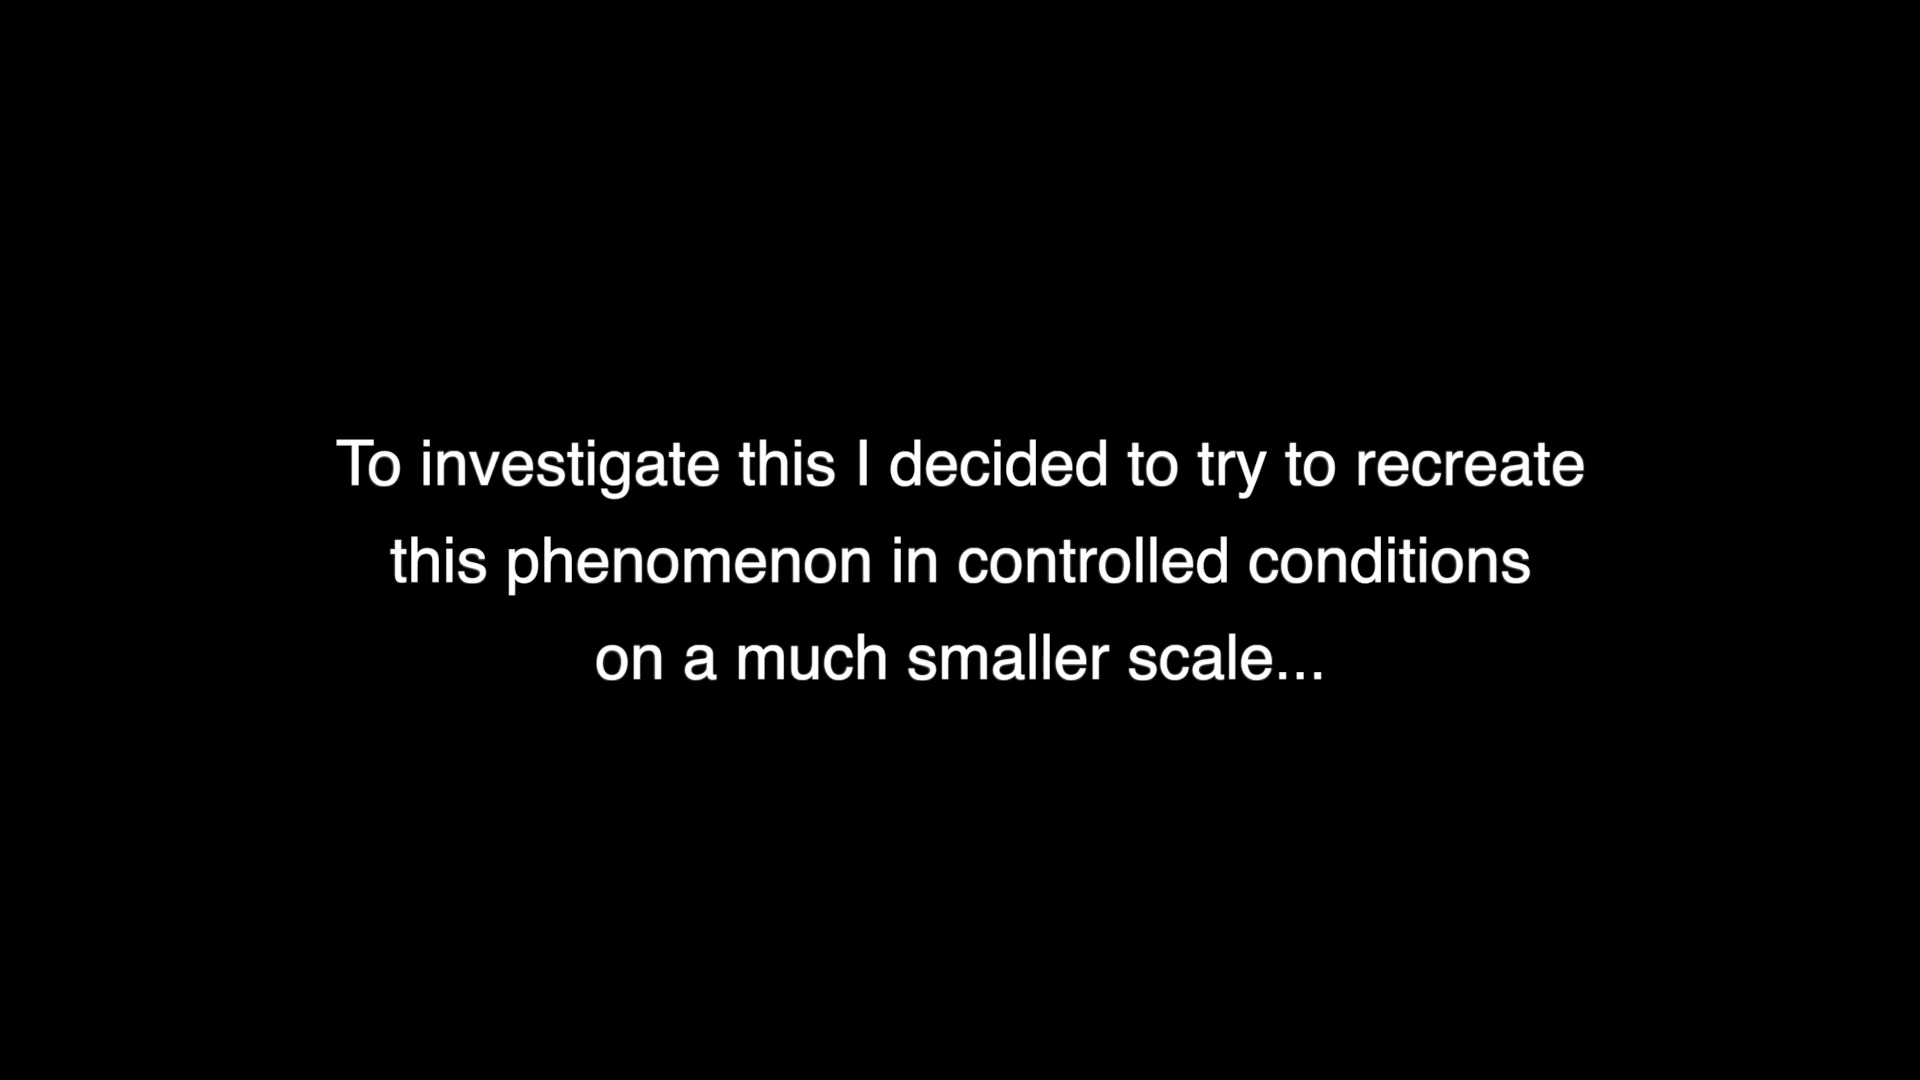 To investigate this I decided to try to recreate
this phenomenon in controlled conditions
on a much smaller scale...